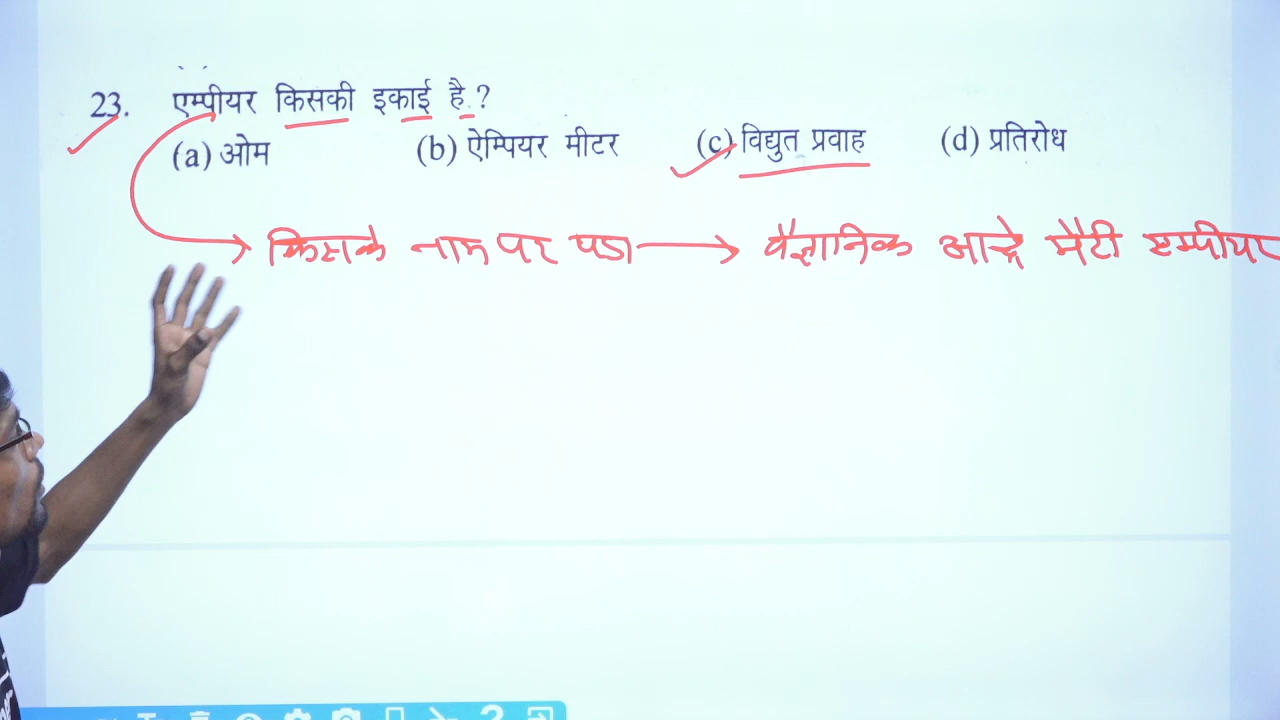 23. एम्पीयर किसकी इकाई है ?
(a) ओम (b) ऐम्पियर मीटर (c) विद्युत प्रवाह (d) प्रतिरोध
किसके नाम पर पडा → वैज्ञानिक आन्द्रे मैटी एम्पीयर